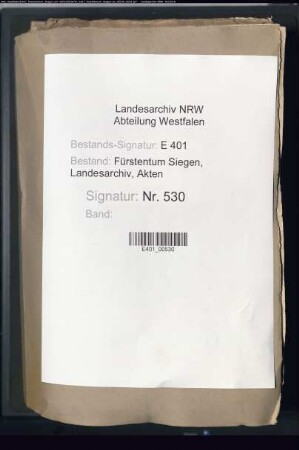 Landesarchiv NRW
Abteilung Westfalen
Bestands-Signatur: E 401
Bestand: Fürstentum Siegen,
Landesarchiv, Akten
Signatur: Nr. 530
Band:
E401_00530